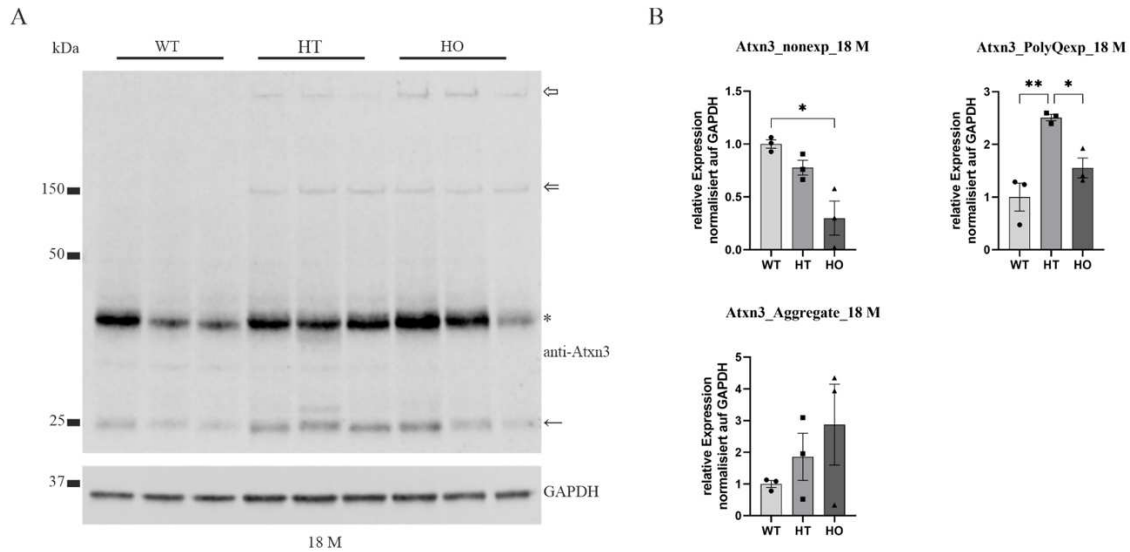 A
kDa
WT HT HO
150
50
*
anti-Atxn3
25
37
GAPDH
18 M
B
Atxn3_nonexp_18 M
relative Expression
normalisiert auf GAPDH
1.5
1.0
0.5
0.0
*
WT HT HO
Atxn3_PolyQexp_18 M
relative Expression
normalisiert auf GAPDH
3
2
1
0
** *
WT HT HO
Atxn3_Aggregate_18 M
relative Expression
normalisiert auf GAPDH
5
4
3
2
1
0
WT HT HO